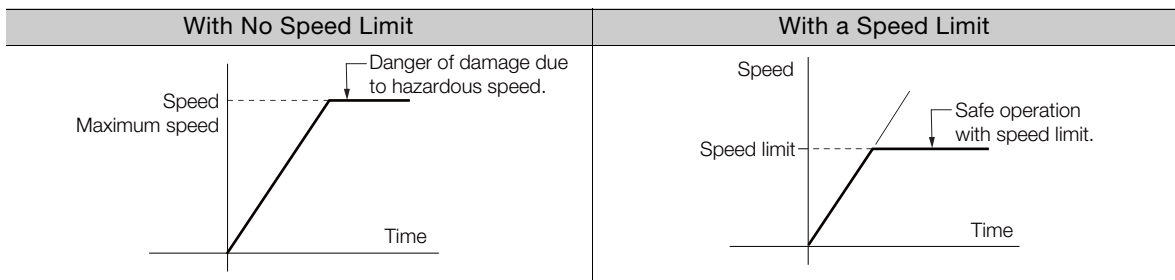 With No Speed Limit
With a Speed Limit
Danger of damage due
to hazardous speed.
Speed
Maximum speed
Time
Speed
Safe operation
with speed limit.
Speed limit
Time